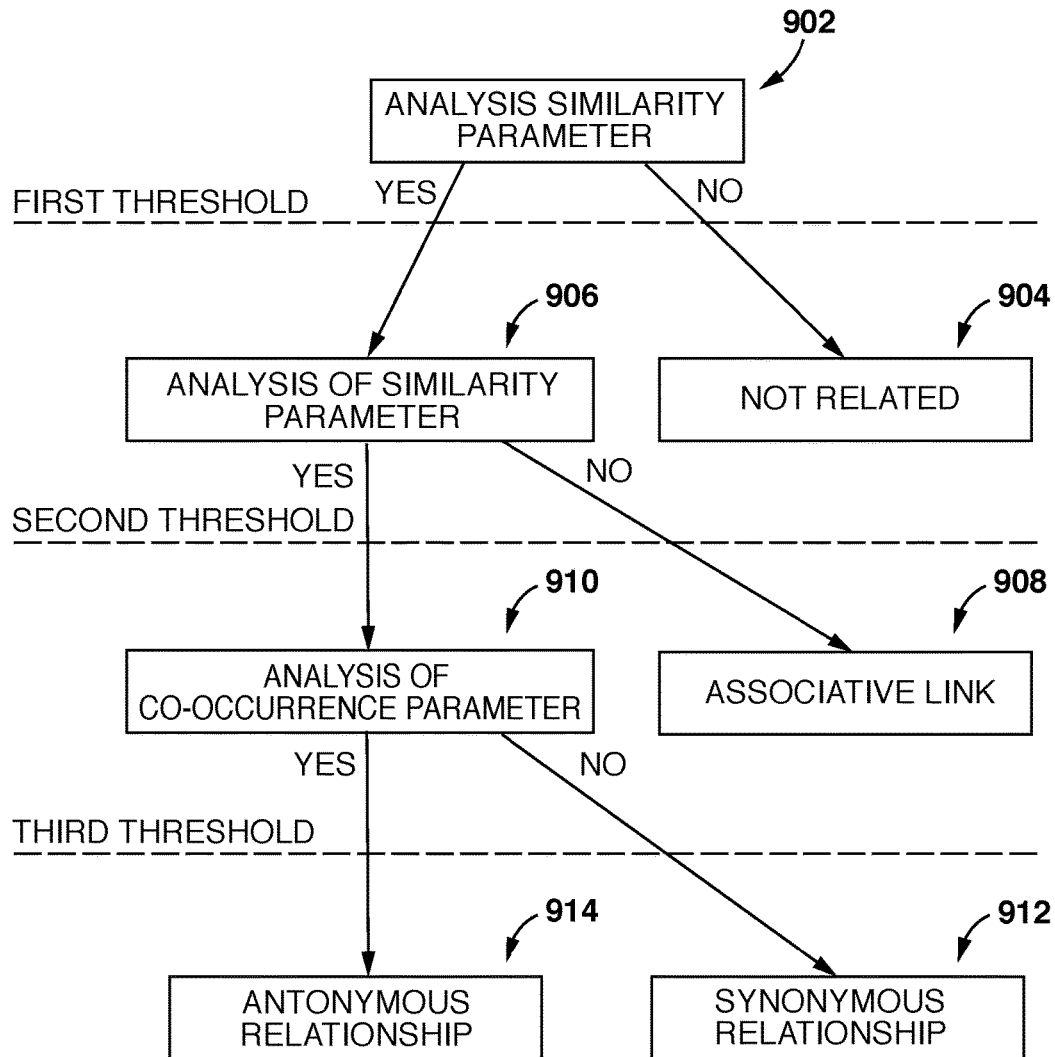 902
ANALYSIS SIMILARITY
PARAMETER
YES
NO
FIRST THRESHOLD
906
904
ANALYSIS OF SIMILARITY
PARAMETER
NOT RELATED
YES
NO
SECOND THRESHOLD
910
908
ANALYSIS OF
CO-OCCURRENCE PARAMETER
ASSOCIATIVE LINK
YES
NO
THIRD THRESHOLD
914
912
ANTONYMOUS
RELATIONSHIP
SYNONYMOUS
RELATIONSHIP